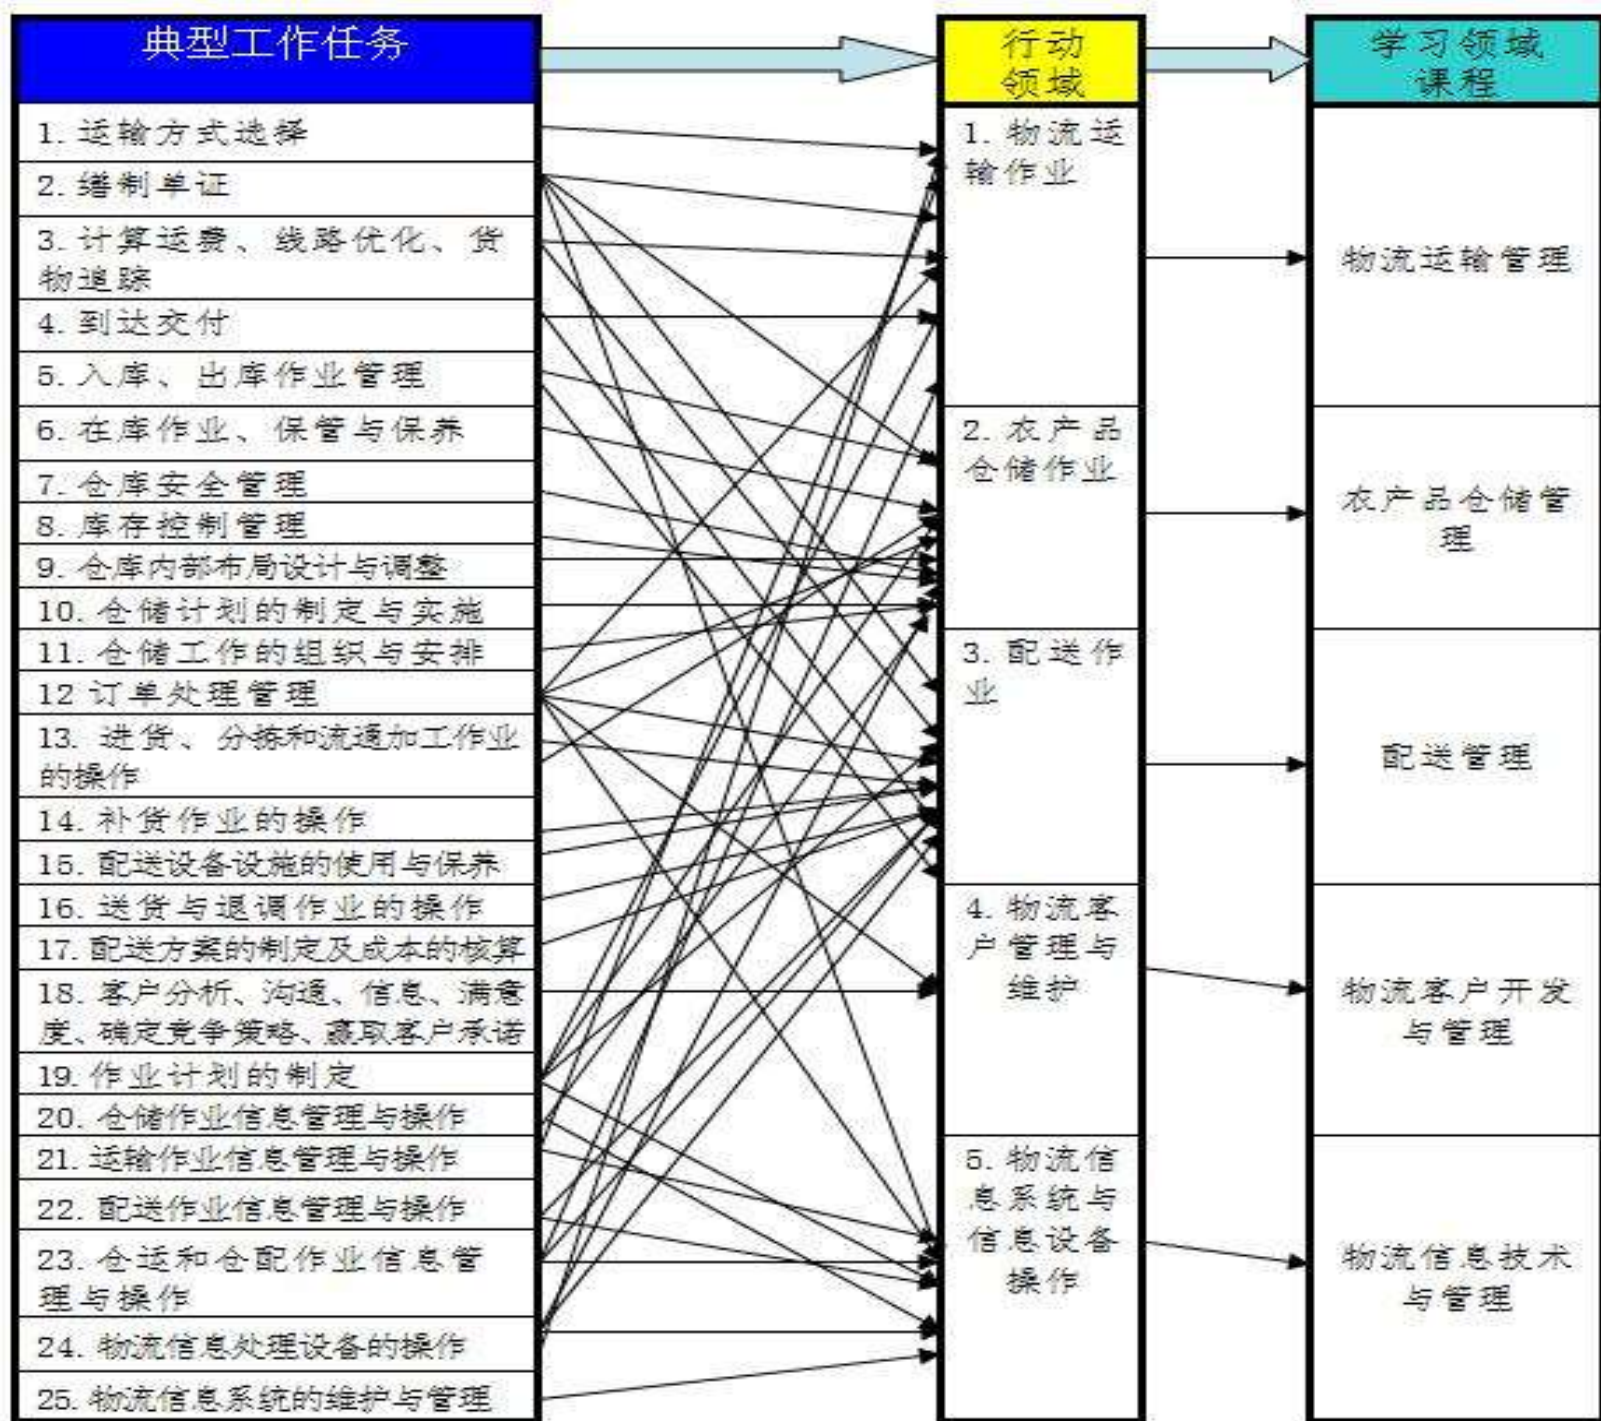 典型工作任务
1. 运输方式选择
2. 缮制单证
3. 计算运费、线路优化、货
物追踪
4. 到达交付
5. 入库、出库作业管理
6. 在库作业、保管与保养
7. 仓库安全管理
8. 库存控制管理
9. 仓库内部布局设计与调整
10. 仓储计划的制定与实施
11. 仓储工作的组织与安排
12 订单处理管理
13. 进货、分拣和流通加工作业
的操作
14. 补货作业的操作
15. 配送设备设施的使用与保养
16. 送货与退调作业的操作
17. 配送方案的制定及成本的核算
18. 客户分析、沟通、信息、满意
度、确定竞争策略、赢取客户承诺
19. 作业计划的制定
20. 仓储作业信息管理与操作
21. 运输作业信息管理与操作
22. 配送作业信息管理与操作
23. 仓运和仓配作业信息管
理与操作
24. 物流信息处理设备的操作
25. 物流信息系统的维护与管理
行动
领域
1. 物流运
输作业
2. 农产品
仓储作业
3. 配送作
业
4. 物流客
户管理与
维护
5. 物流信
息系统与
信息设备
操作
学习领域
课程
物流运输管理
农产品仓储管
理
配送管理
物流客户开发
与管理
物流信息技术
与管理